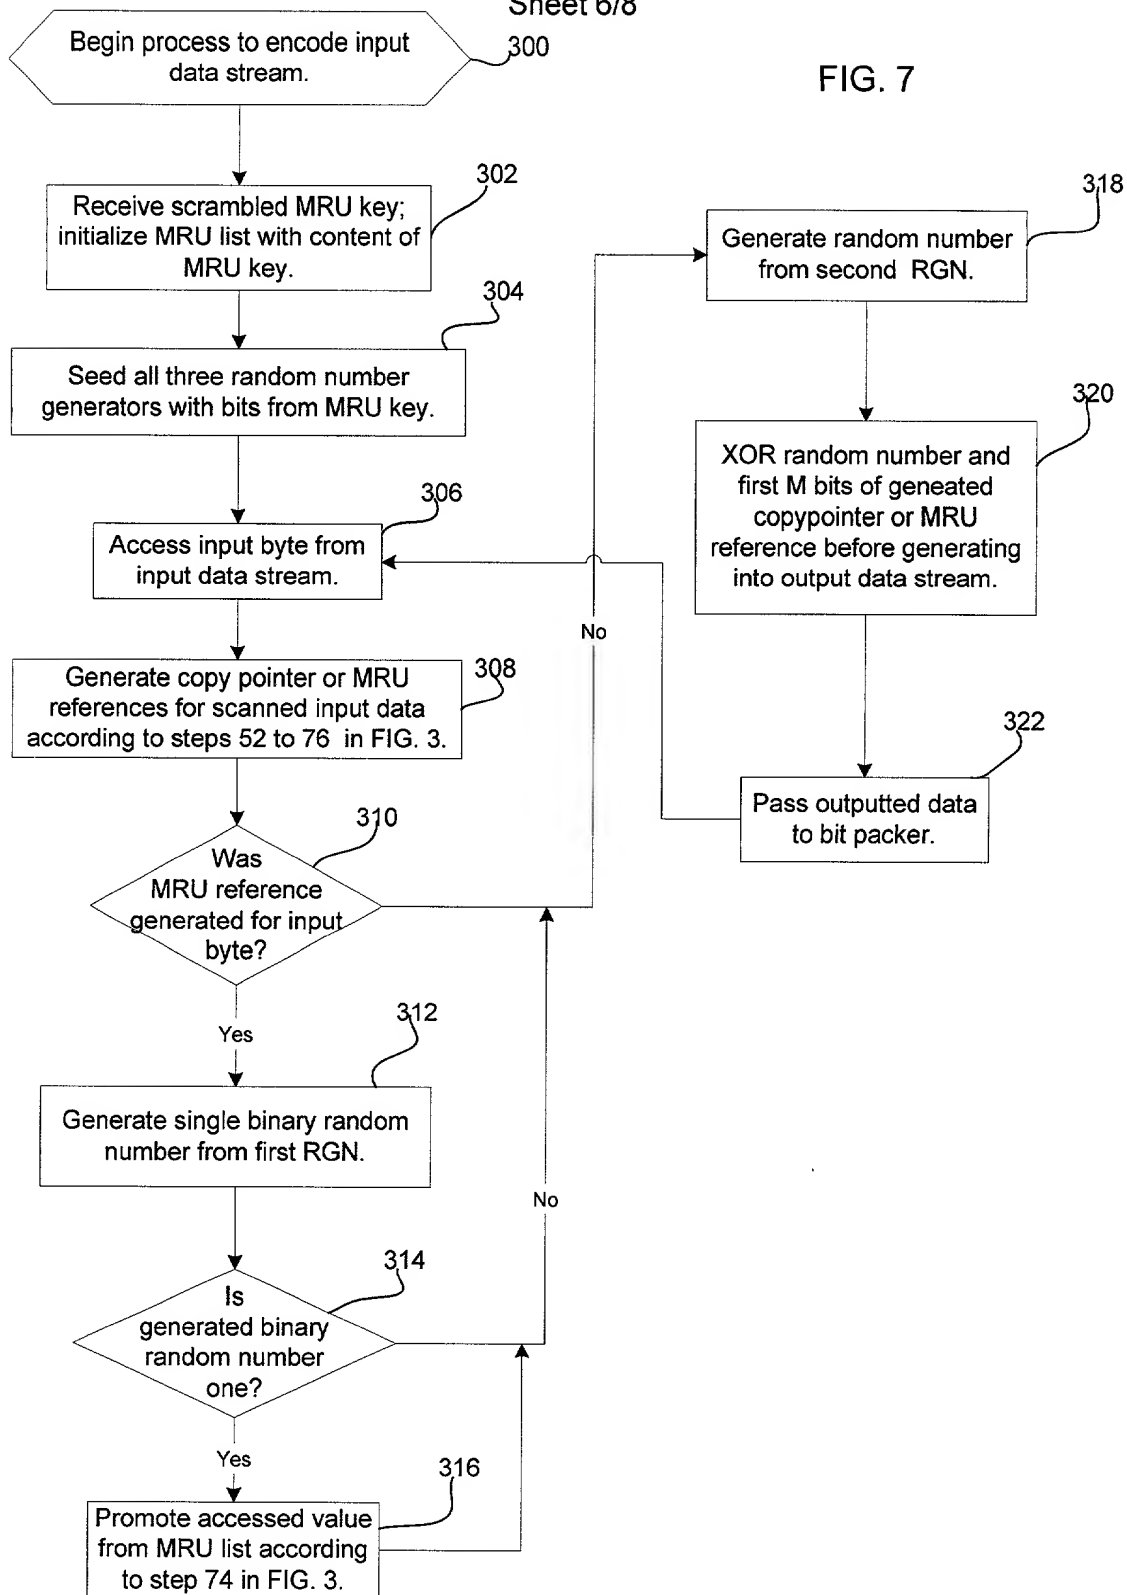 Sheet 6/8
FIG. 7
Begin process to encode input
data stream.
300
302
Receive scrambled MRU key;
initialize MRU list with content of
MRU key.
304
Seed all three random number
generators with bits from MRU key.
306
Access input byte from
input data stream.
308
Generate copy pointer or MRU
references for scanned input data
according to steps 52 to 76 in FIG. 3.
310
Was
MRU reference
generated for input
byte?
No
Yes
312
Generate single binary random
number from first RGN.
314
Is
generated binary
random number
one?
No
Yes
316
Promote accessed value
from MRU list according
to step 74 in FIG. 3.
318
Generate random number
from second RGN.
320
XOR random number and
first M bits of geneated
copypointer or MRU
reference before generating
into output data stream.
322
Pass outputted data
to bit packer.